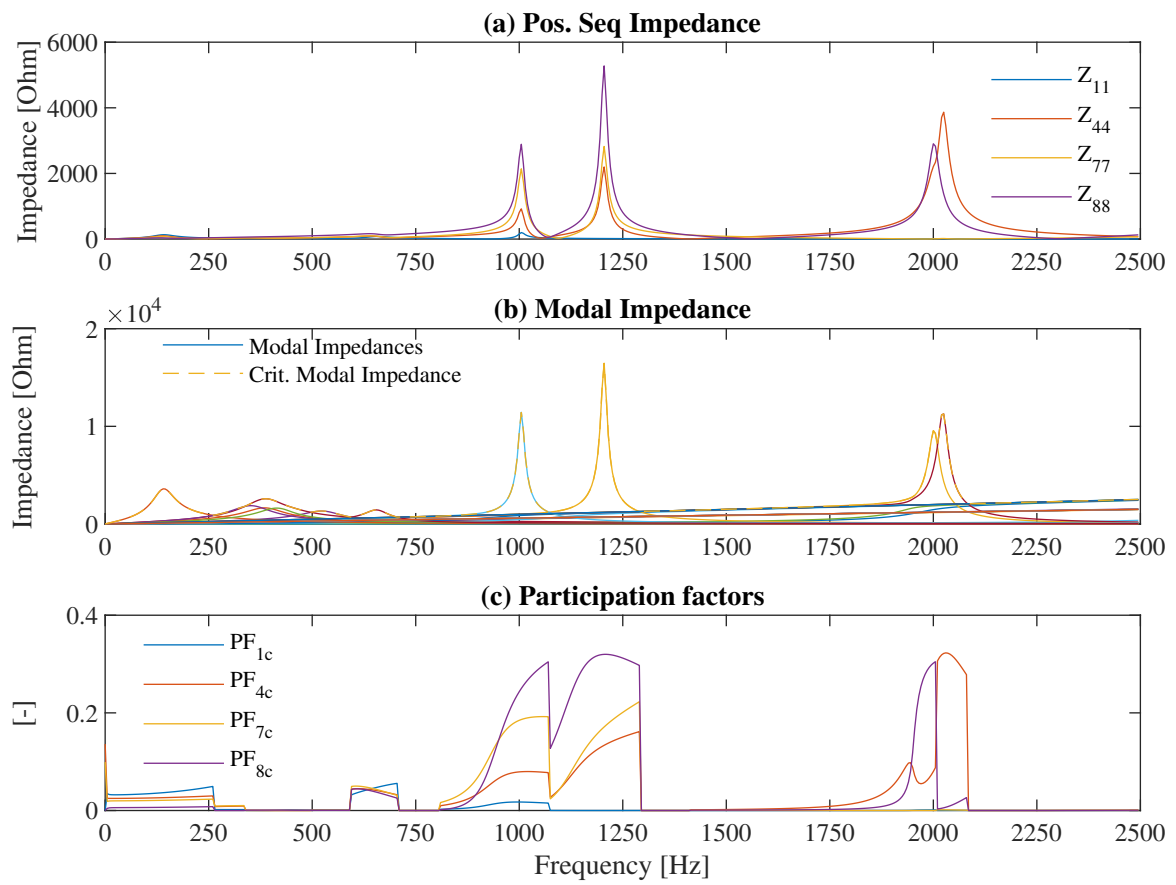 (a) Pos. Seq Impedance
Impedance [Ohm]
6000
4000
2000
0
Z11
Z44
Z77
Z88
0 250 500 750 1000 1250 1500 1750 2000 2250 2500
(b) Modal Impedance
×10^4
Impedance [Ohm]
2
1
0
Modal Impedances
Crit. Modal Impedance
0 250 500 750 1000 1250 1500 1750 2000 2250 2500
(c) Participation factors
[-]
0.4
0.2
0
PF1c
PF4c
PF7c
PF8c
0 250 500 750 1000 1250 1500 1750 2000 2250 2500
Frequency [Hz]